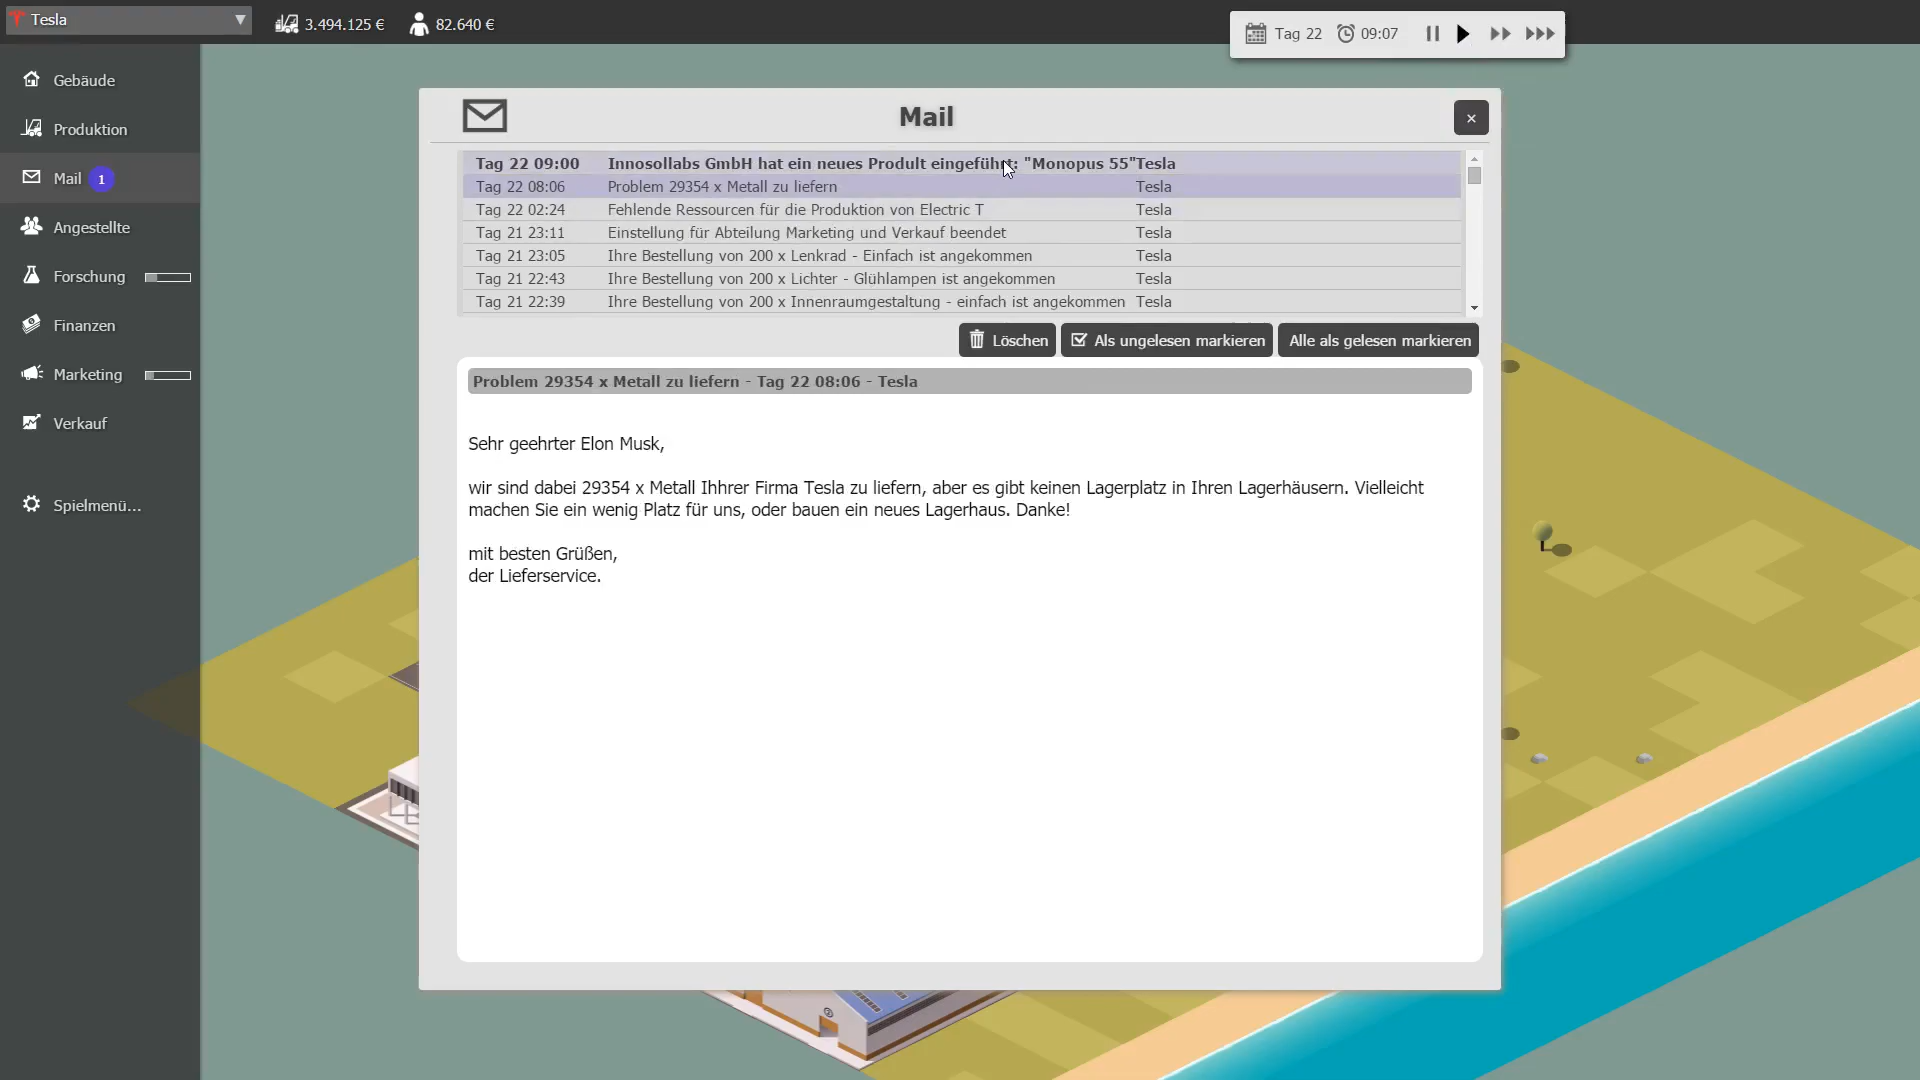 Tesla
3.494.125 €
82.640 €
Tag 22
09:07
Gebäude
Produktion
Mail 1
Angestellte
Forschung
Finanzen
Marketing
Verkauf
Spielmenü...
Mail
×
Tag 22 09:00 Innosollabs GmbH hat ein neues Prodult eingeführt: "Monopus 55" Tesla
Tag 22 08:06 Problem 29354 x Metall zu liefern Tesla
Tag 22 02:24 Fehlende Ressourcen für die Produktion von Electric T Tesla
Tag 21 23:11 Einstellung für Abteilung Marketing und Verkauf beendet Tesla
Tag 21 23:05 Ihre Bestellung von 200 x Lenkrad - Einfach ist angekommen Tesla
Tag 21 22:43 Ihre Bestellung von 200 x Lichter - Glühlampen ist angekommen Tesla
Tag 21 22:39 Ihre Bestellung von 200 x Innenraumgestaltung - einfach ist angekommen Tesla
Löschen
Als ungelesen markieren
Alle als gelesen markieren
Problem 29354 x Metall zu liefern - Tag 22 08:06 - Tesla
Sehr geehrter Elon Musk,
wir sind dabei 29354 x Metall Ihhrer Firma Tesla zu liefern, aber es gibt keinen Lagerplatz in Ihren Lagerhäusern. Vielleicht
machen Sie ein wenig Platz für uns, oder bauen ein neues Lagerhaus. Danke!
mit besten Grüßen,
der Lieferservice.